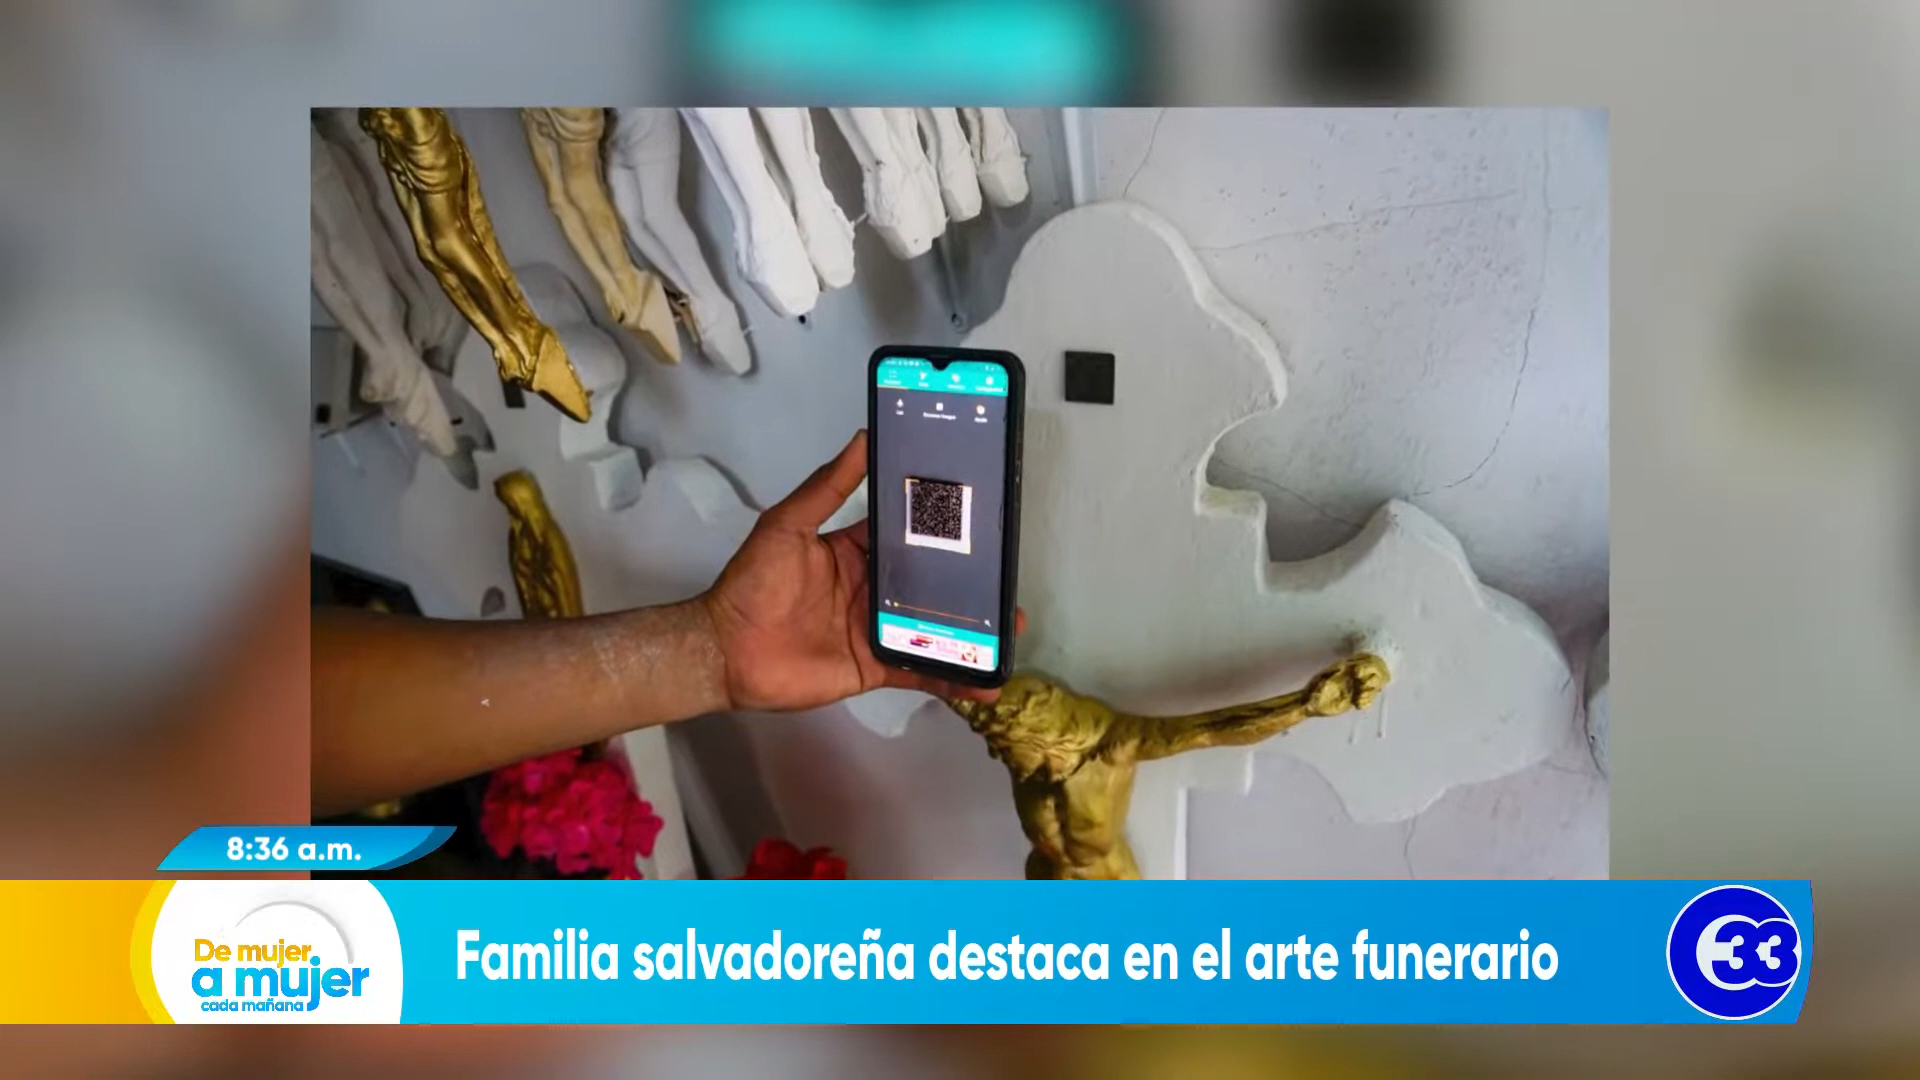 8:36 a.m.
De mujer
a mujer
cada mañana
Familia salvadoreña destaca en el arte funerario
33